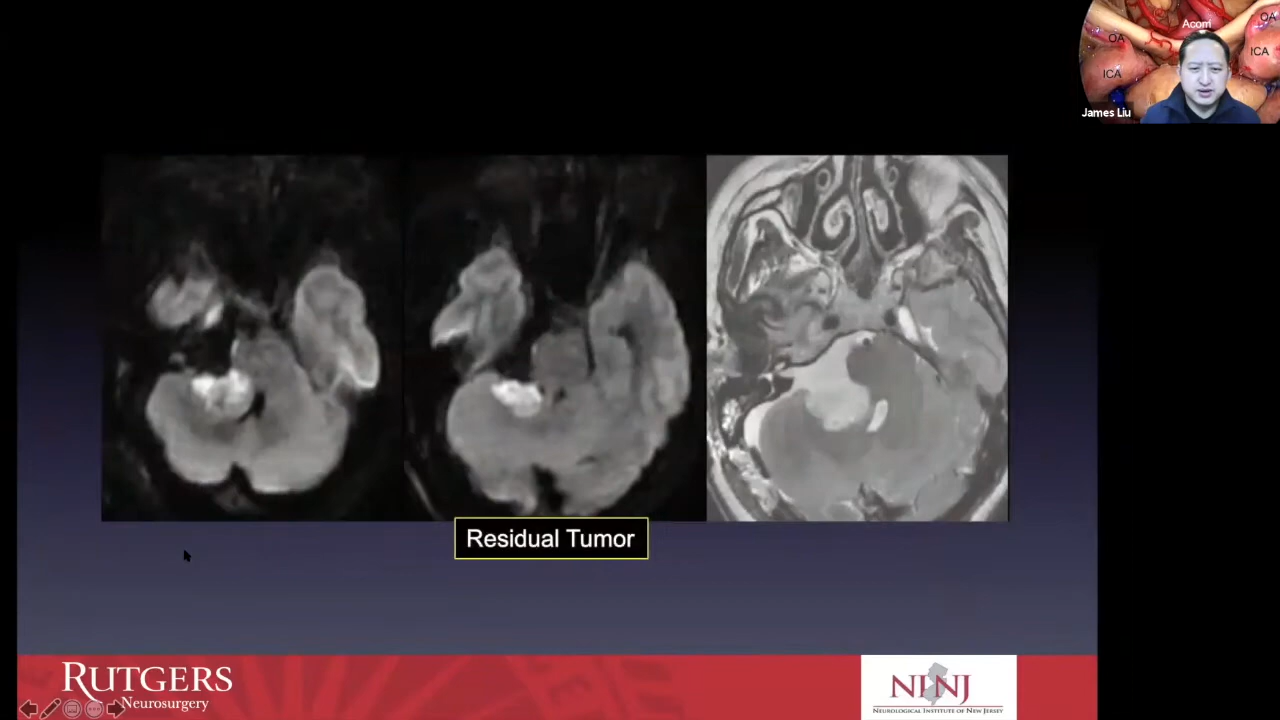 OA
Acom
OA
ICA
ICA
James Liu
Residual Tumor
RUTGERS
Neurosurgery
NINJ
NEUROLOGICAL INSTITUTE OF NEW JERSEY